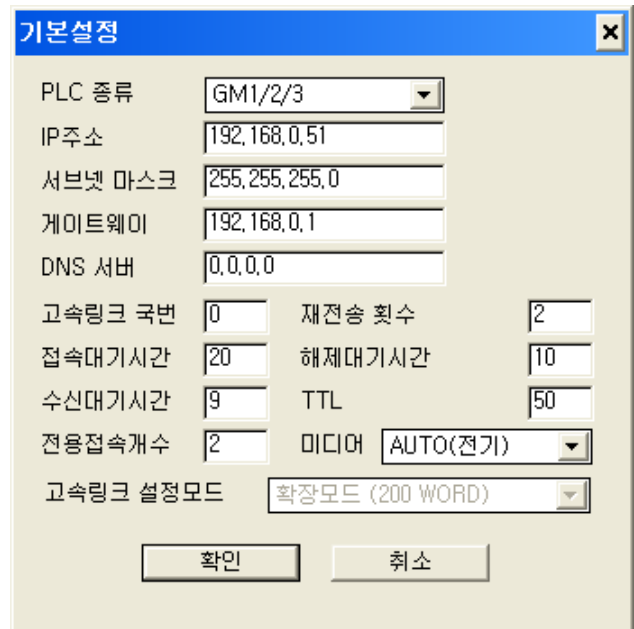 기본설정
PLC 종류 GM1/2/3
IP주소 192,168,0,51
서브넷 마스크 255,255,255,0
게이트웨이 192,168,0,1
DNS 서버 0,0,0,0
고속링크 국번 0 재전송 횟수 2
접속대기시간 20 해제대기시간 10
수신대기시간 9 TTL 50
전용접속개수 2 미디어 AUTO(전기)
고속링크 설정모드 확장모드 (200 WORD)
확인 취소